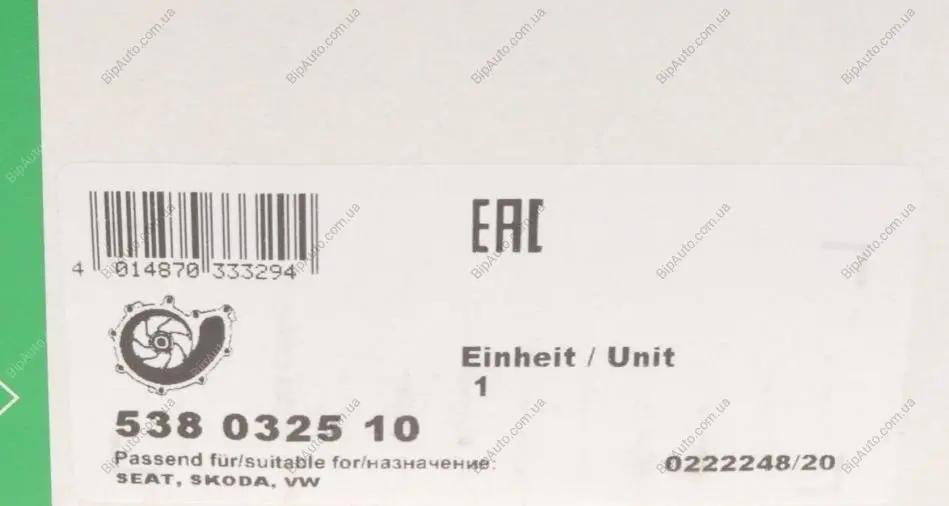 4 014870 333294
EAC
Einheit / Unit
1
538 0325 10
Passend für/suitable for/назначение:
SEAT, SKODA, VW
0222248/20
BipAuto.com.ua